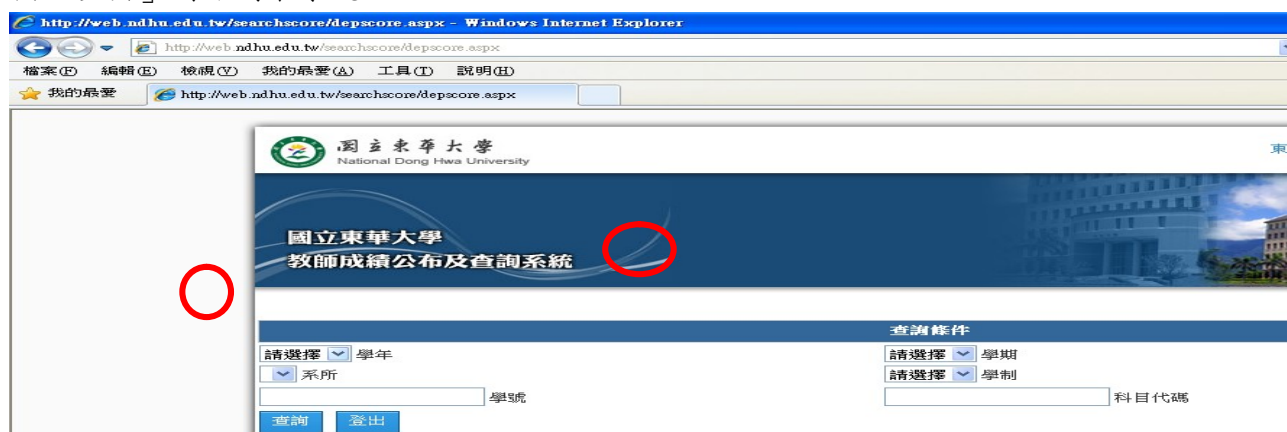 http://web.ndhu.edu.tw/searchscore/depscore.aspx - Windows Internet Explorer
http://web.ndhu.edu.tw/searchscore/depscore.aspx
檔案(F) 編輯(E) 檢視(V) 我的最愛(A) 工具(T) 說明(H)
我的最愛 http://web.ndhu.edu.tw/searchscore/depscore.aspx
國立東華大學 東
National Dong Hwa University
國立東華大學
教師成績公布及查詢系統
查詢條件
請選擇 學年 請選擇 學期
系所 請選擇 學制
學號 科目代碼
查詢 登出